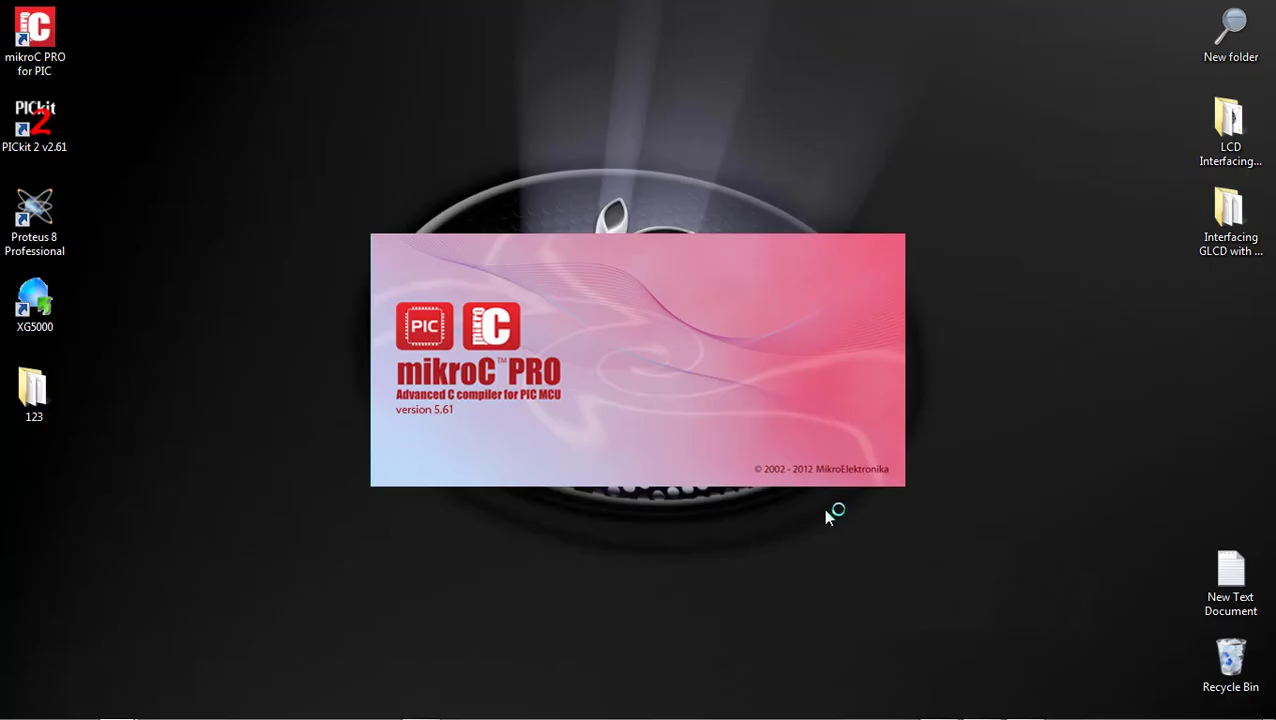 mikroC PRO
for PIC
PICkit
2
PICkit 2 v2.61
Proteus 8
Professional
XG5000
123
PIC
mikro C
mikroC™PRO
Advanced C compiler for PIC MCU
version 5.61
© 2002 - 2012 MikroElektronika
New folder
LCD
Interfacing...
Interfacing
GLCD with ...
New Text
Document
Recycle Bin